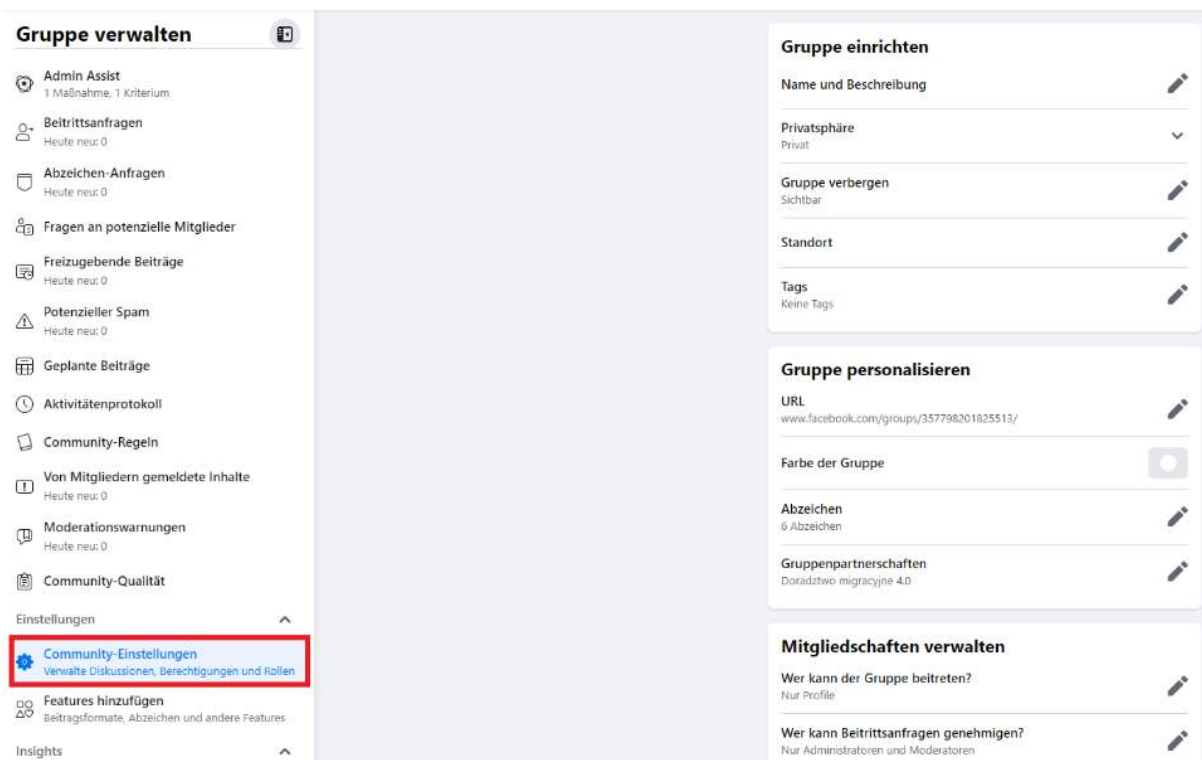 Gruppe verwalten
Admin Assist
1 Maßnahme, 1 Kriterium
Beitrittsanfragen
Heute neu: 0
Abzeichen-Anfragen
Heute neu: 0
Fragen an potenzielle Mitglieder
Freizugebende Beiträge
Heute neu: 0
Potenzieller Spam
Heute neu: 0
Geplante Beiträge
Aktivitätenprotokoll
Community-Regeln
Von Mitgliedern gemeldete Inhalte
Heute neu: 0
Moderationswarnungen
Heute neu: 0
Community-Qualität
Einstellungen
Community-Einstellungen
Verwalte Diskussionen, Berechtigungen und Rollen
Features hinzufügen
Beitragsformate, Abzeichen und andere Features
Insights
Gruppe einrichten
Name und Beschreibung
Privatsphäre
Privat
Gruppe verbergen
Sichtbar
Standort
Tags
Keine Tags
Gruppe personalisieren
URL
www.facebook.com/groups/357798201825513/
Farbe der Gruppe
Abzeichen
6 Abzeichen
Gruppenpartnerschaften
Doradztwo migracyjne 4.0
Mitgliedschaften verwalten
Wer kann der Gruppe beitreten?
Nur Profile
Wer kann Beitrittsanfragen genehmigen?
Nur Administratoren und Moderatoren